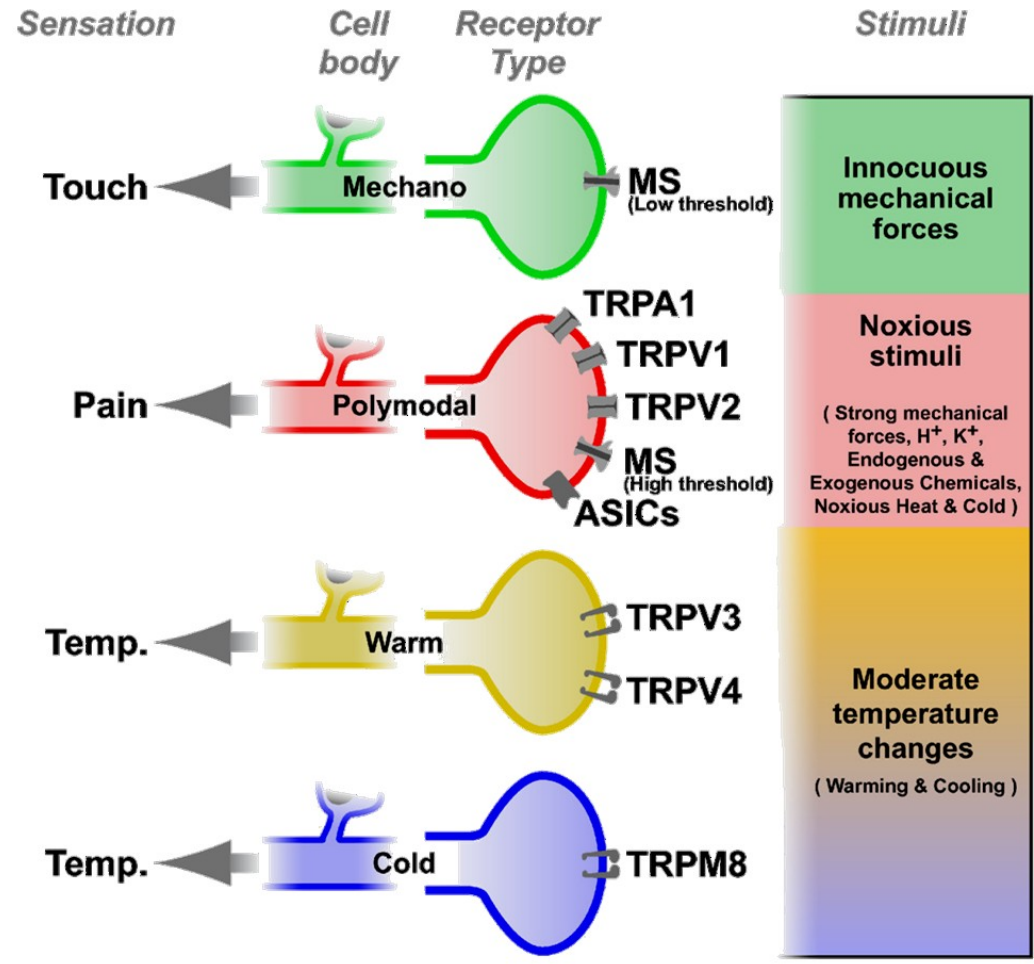 Sensation
Cell
body
Receptor
Type
Stimuli
Touch
Mechano
MS
(Low threshold)
Innocuous
mechanical
forces
Pain
Polymodal
TRPA1
TRPV1
TRPV2
MS
(High threshold)
ASICs
Noxious
stimuli
( Strong mechanical
forces, H⁺, K⁺,
Endogenous &
Exogenous Chemicals,
Noxious Heat & Cold )
Temp.
Warm
TRPV3
TRPV4
Moderate
temperature
changes
( Warming & Cooling )
Temp.
Cold
TRPM8